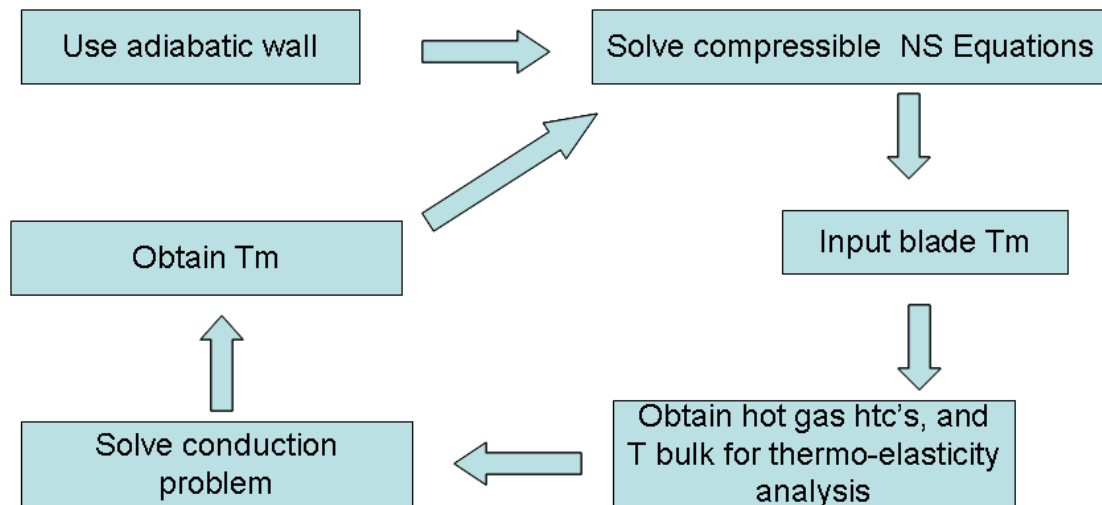 Use adiabatic wall
Solve compressible NS Equations
Obtain Tm
Input blade Tm
Solve conduction
problem
Obtain hot gas htc's, and
T bulk for thermo-elasticity
analysis